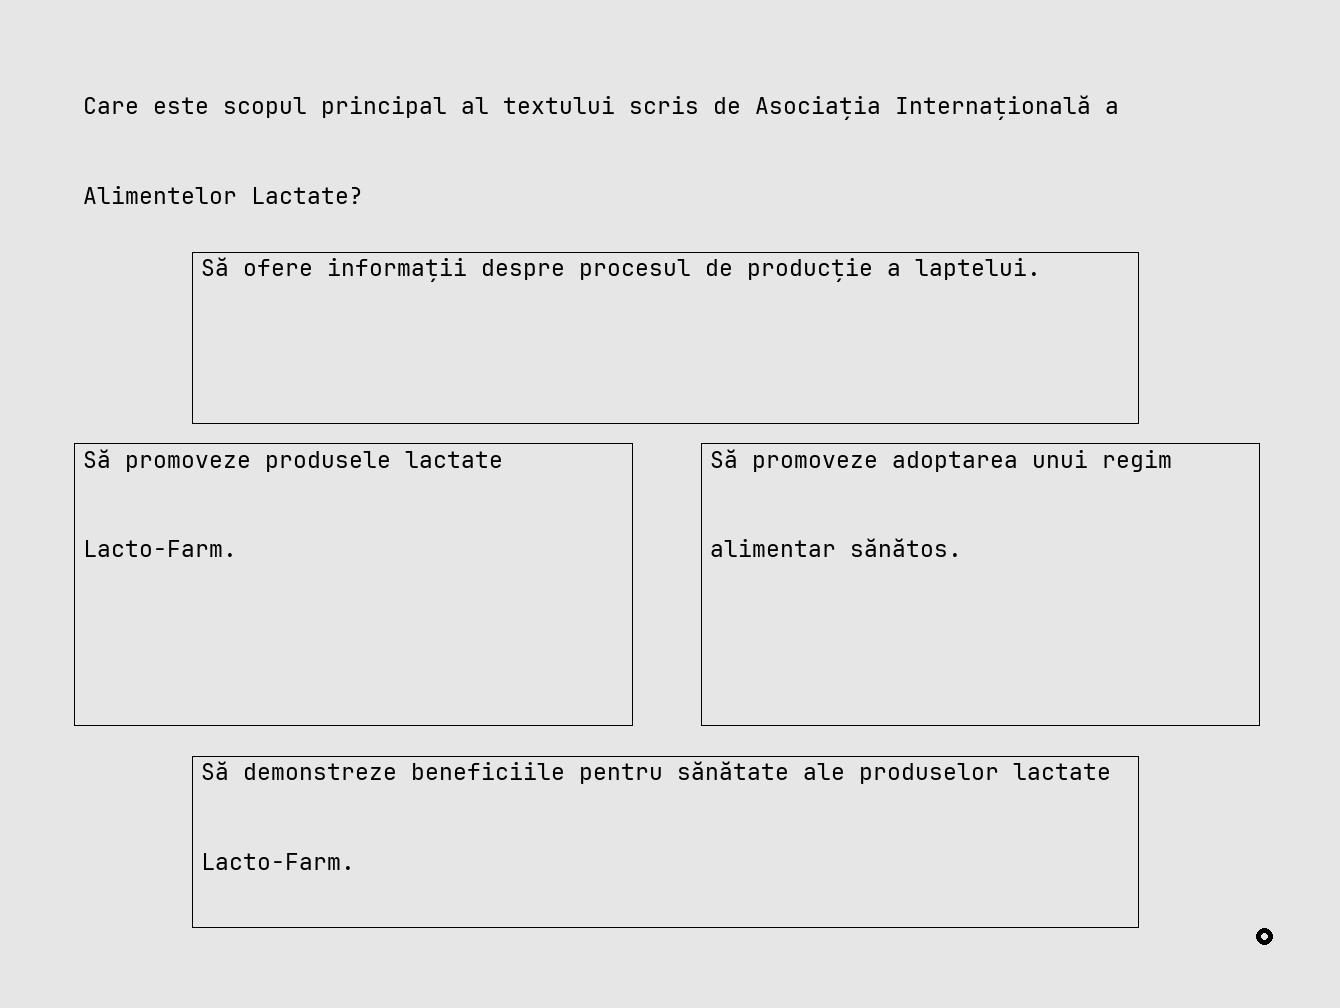 Care este scopul principal al textului scris de Asociația Internațională a
Alimentelor Lactate?
Să ofere informații despre procesul de producție a laptelui.
Să promoveze produsele lactate
Lacto-Farm.
Să promoveze adoptarea unui regim
alimentar sănătos.
Să demonstreze beneficiile pentru sănătate ale produselor lactate
Lacto-Farm.